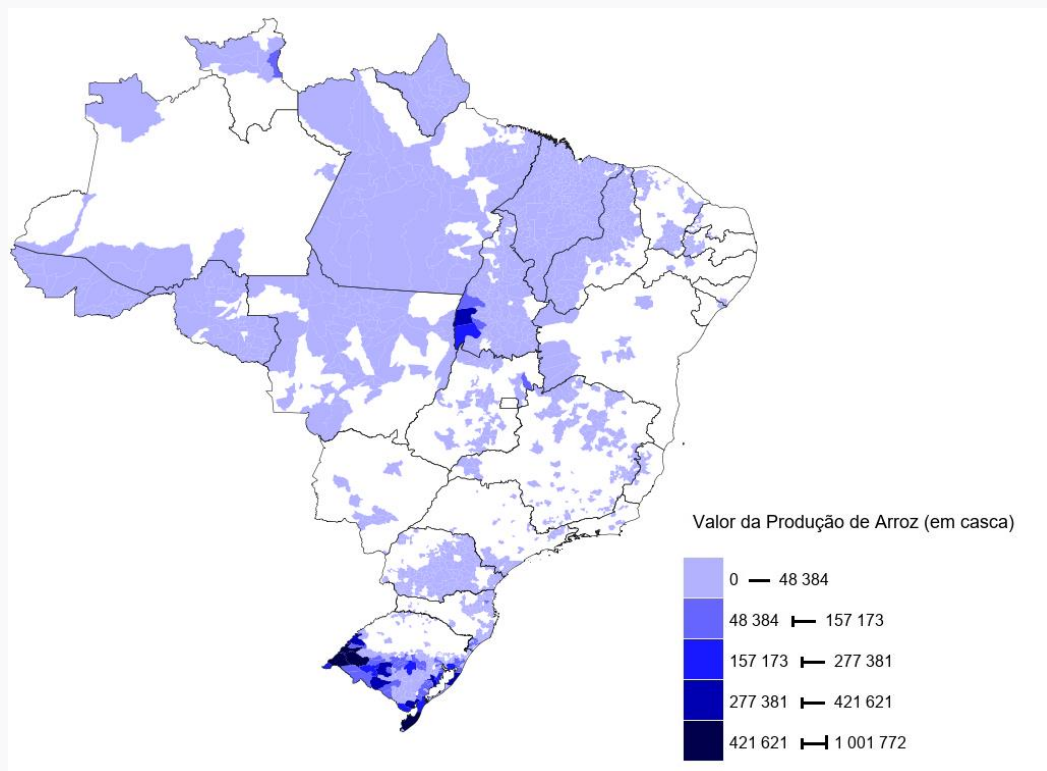 Valor da Produção de Arroz (em casca)
0 — 48 384
48 384 ⊢ 157 173
157 173 ⊢ 277 381
277 381 ⊢ 421 621
421 621 ⊢⊣ 1 001 772